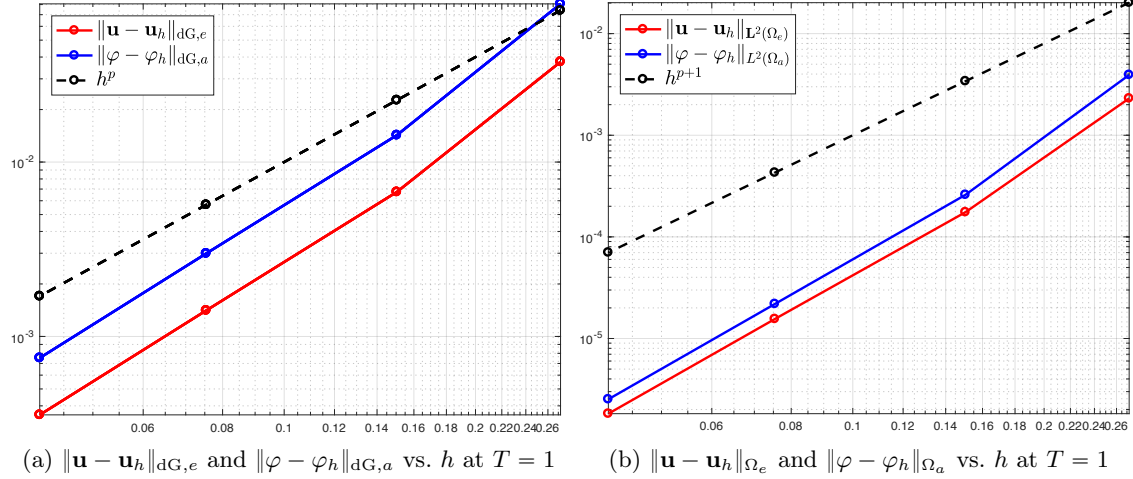 ‖u − u_h‖_{dG,e}
‖φ − φ_h‖_{dG,a}
h^p
10^{-2}
10^{-3}
0.06 0.08 0.1 0.12 0.14 0.16 0.18 0.2 0.22 0.24 0.26
(a) ‖u − u_h‖_{dG,e} and ‖φ − φ_h‖_{dG,a} vs. h at T = 1
‖u − u_h‖_{L^2(Ω_e)}
‖φ − φ_h‖_{L^2(Ω_a)}
h^{p+1}
10^{-2}
10^{-3}
10^{-4}
10^{-5}
0.06 0.08 0.1 0.12 0.14 0.16 0.18 0.2 0.22 0.24 0.26
(b) ‖u − u_h‖_{Ω_e} and ‖φ − φ_h‖_{Ω_a} vs. h at T = 1